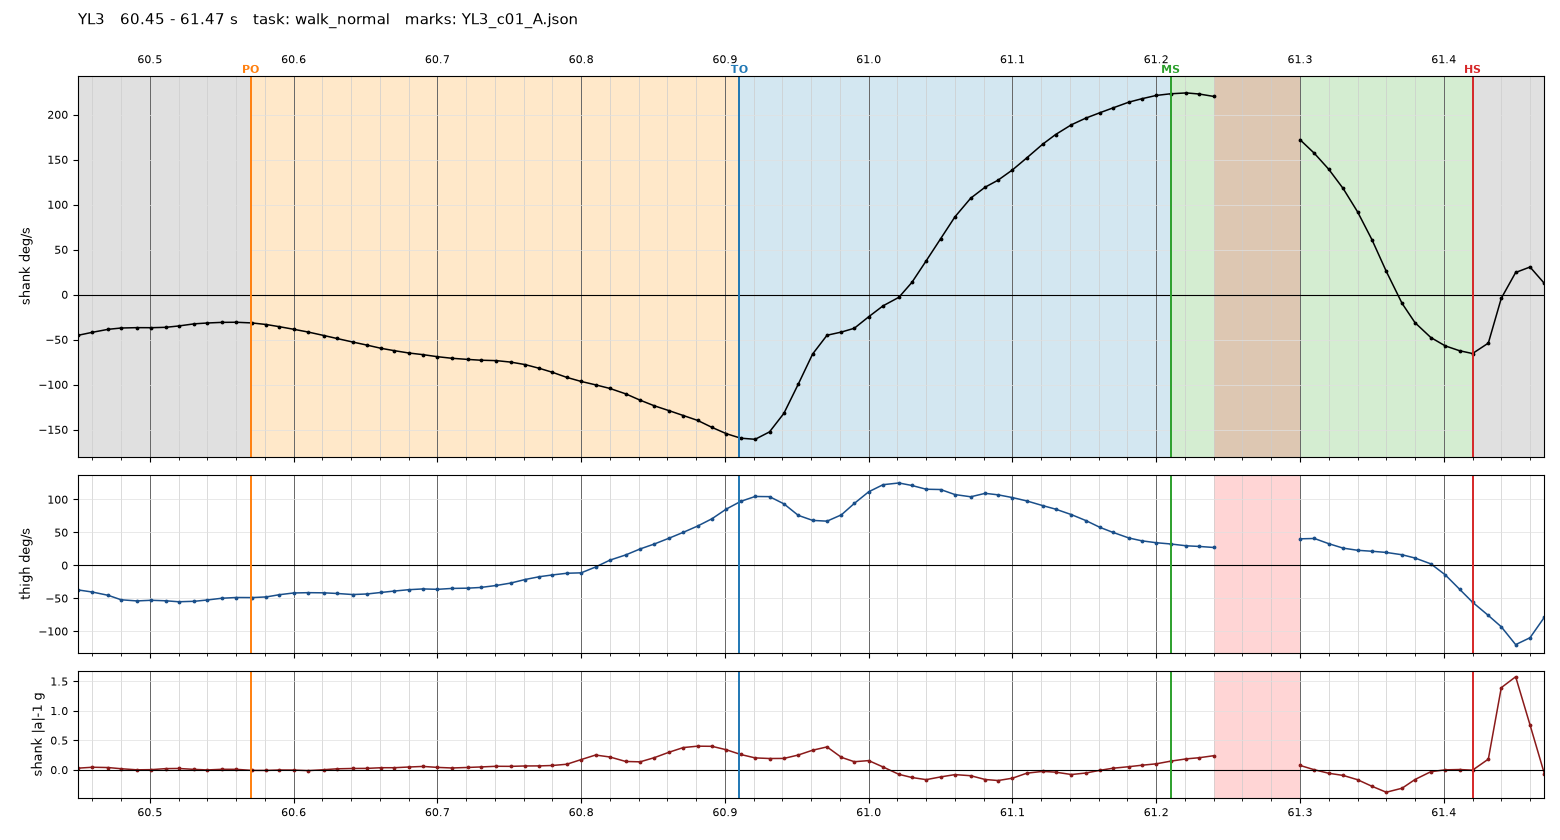 YL3   60.45 - 61.47 s   task: walk_normal   marks: YL3_c01_A.json
60.5 60.6 60.7 60.8 60.9 61.0 61.1 61.2 61.3 61.4
PO TO MS HS
shank deg/s
200
150
100
50
0
−50
−100
−150
thigh deg/s
100
50
0
−50
−100
shank |a|-1 g
1.5
1.0
0.5
0.0
60.5 60.6 60.7 60.8 60.9 61.0 61.1 61.2 61.3 61.4